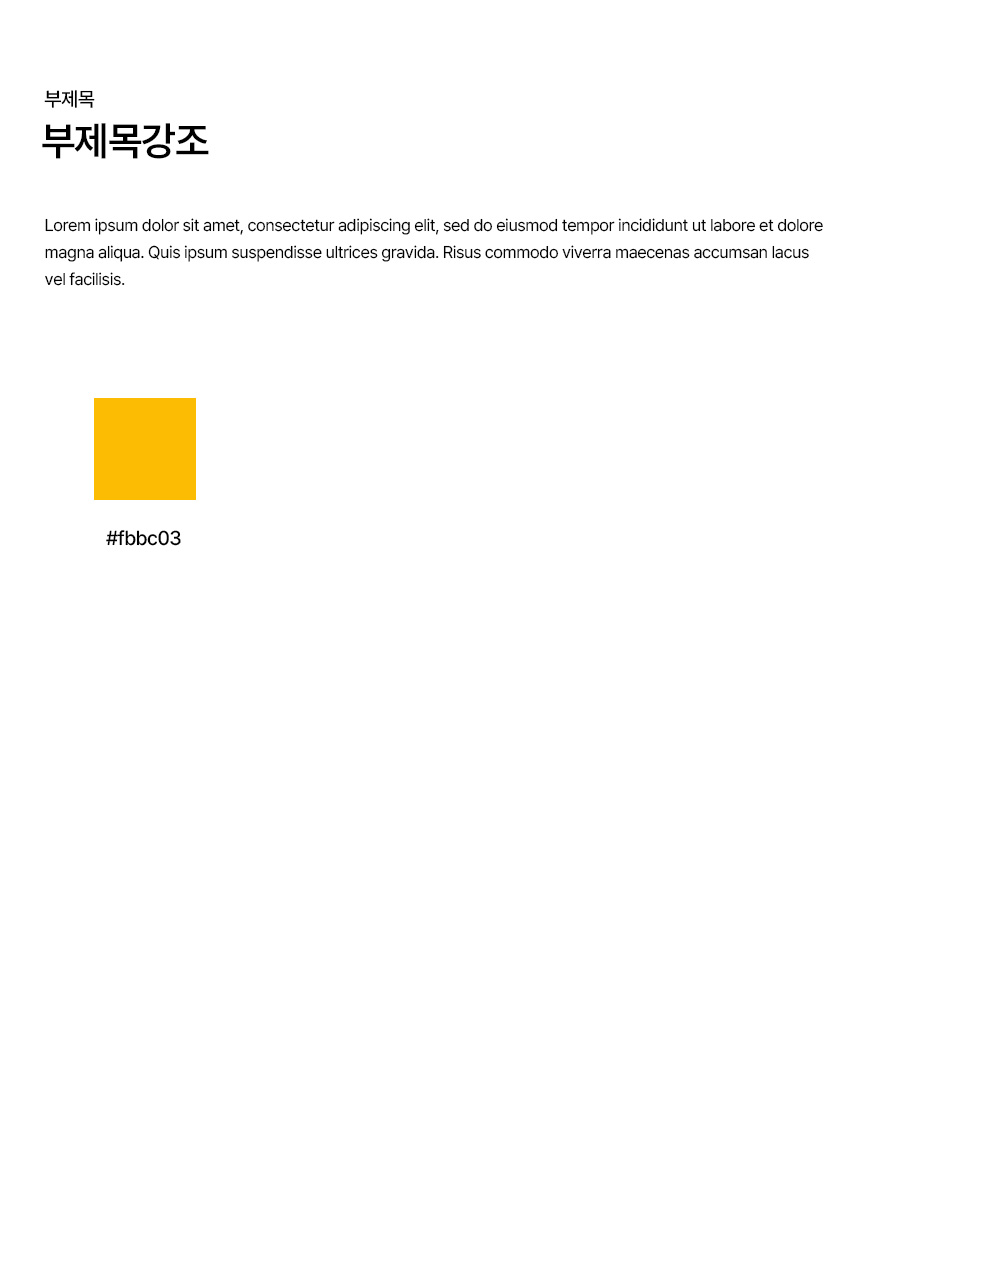 부제목
부제목강조
Lorem ipsum dolor sit amet, consectetur adipiscing elit, sed do eiusmod tempor incididunt ut labore et dolore
magna aliqua. Quis ipsum suspendisse ultrices gravida. Risus commodo viverra maecenas accumsan lacus
vel facilisis.
#fbbc03